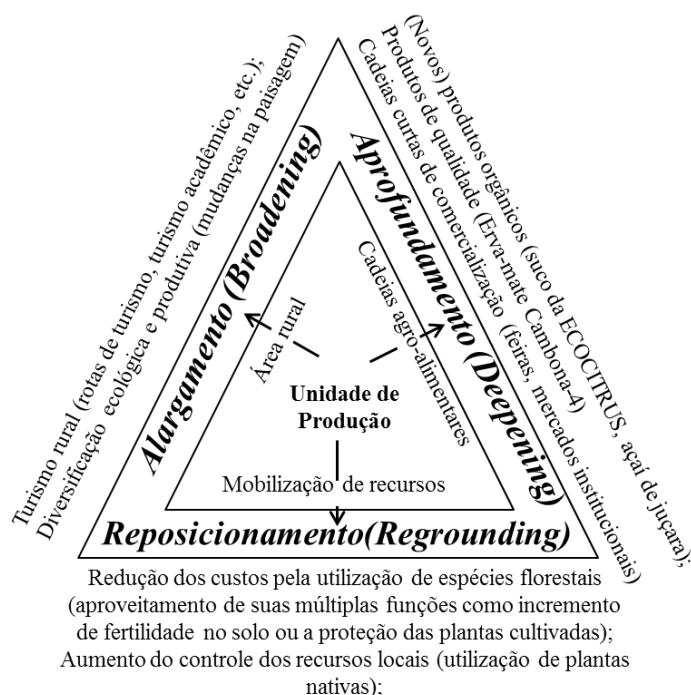 Turismo rural (rotas de turismo, turismo acadêmico, etc.);
Diversificação ecológica e produtiva (mudanças na paisagem)
Alargamento (Broadening)
Área rural
(Novos) produtos orgânicos (suco da ECOCITRUS, açaí de juçara);
Produtos de qualidade (Erva-mate Cambona-4)
Cadeias curtas de comercialização (feiras, mercados institucionais)
Aprofundamento (Deepening)
Cadeias agro-alimentares
Unidade de
Produção
Mobilização de recursos
Reposicionamento(Regrounding)
Redução dos custos pela utilização de espécies florestais
(aproveitamento de suas múltiplas funções como incremento
de fertilidade no solo ou a proteção das plantas cultivadas);
Aumento do controle dos recursos locais (utilização de plantas
nativas);